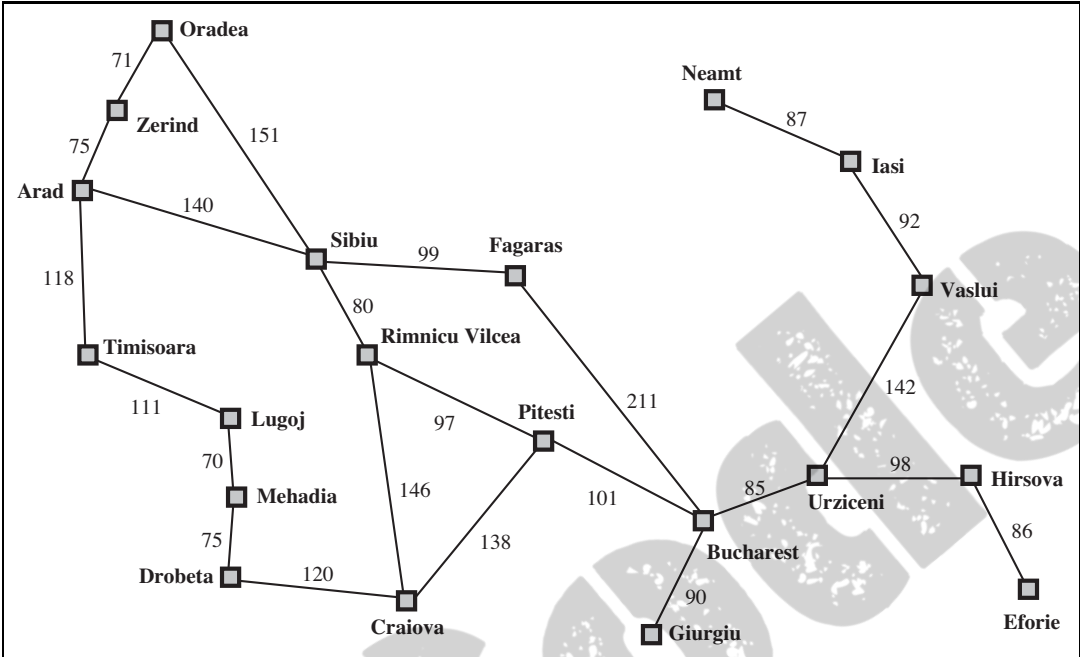 Oradea
71
Neamt
Zerind
87
75
151
Iasi
Arad
140
92
Sibiu
Fagaras
99
118
Vaslui
80
Rimnicu Vilcea
Timisoara
142
111
211
Lugoj
97
Pitesti
70
98
Hirsova
146
85
Mehadia
101
Urziceni
86
75
138
Bucharest
Drobeta
120
90
Eforie
Craiova
Giurgiu